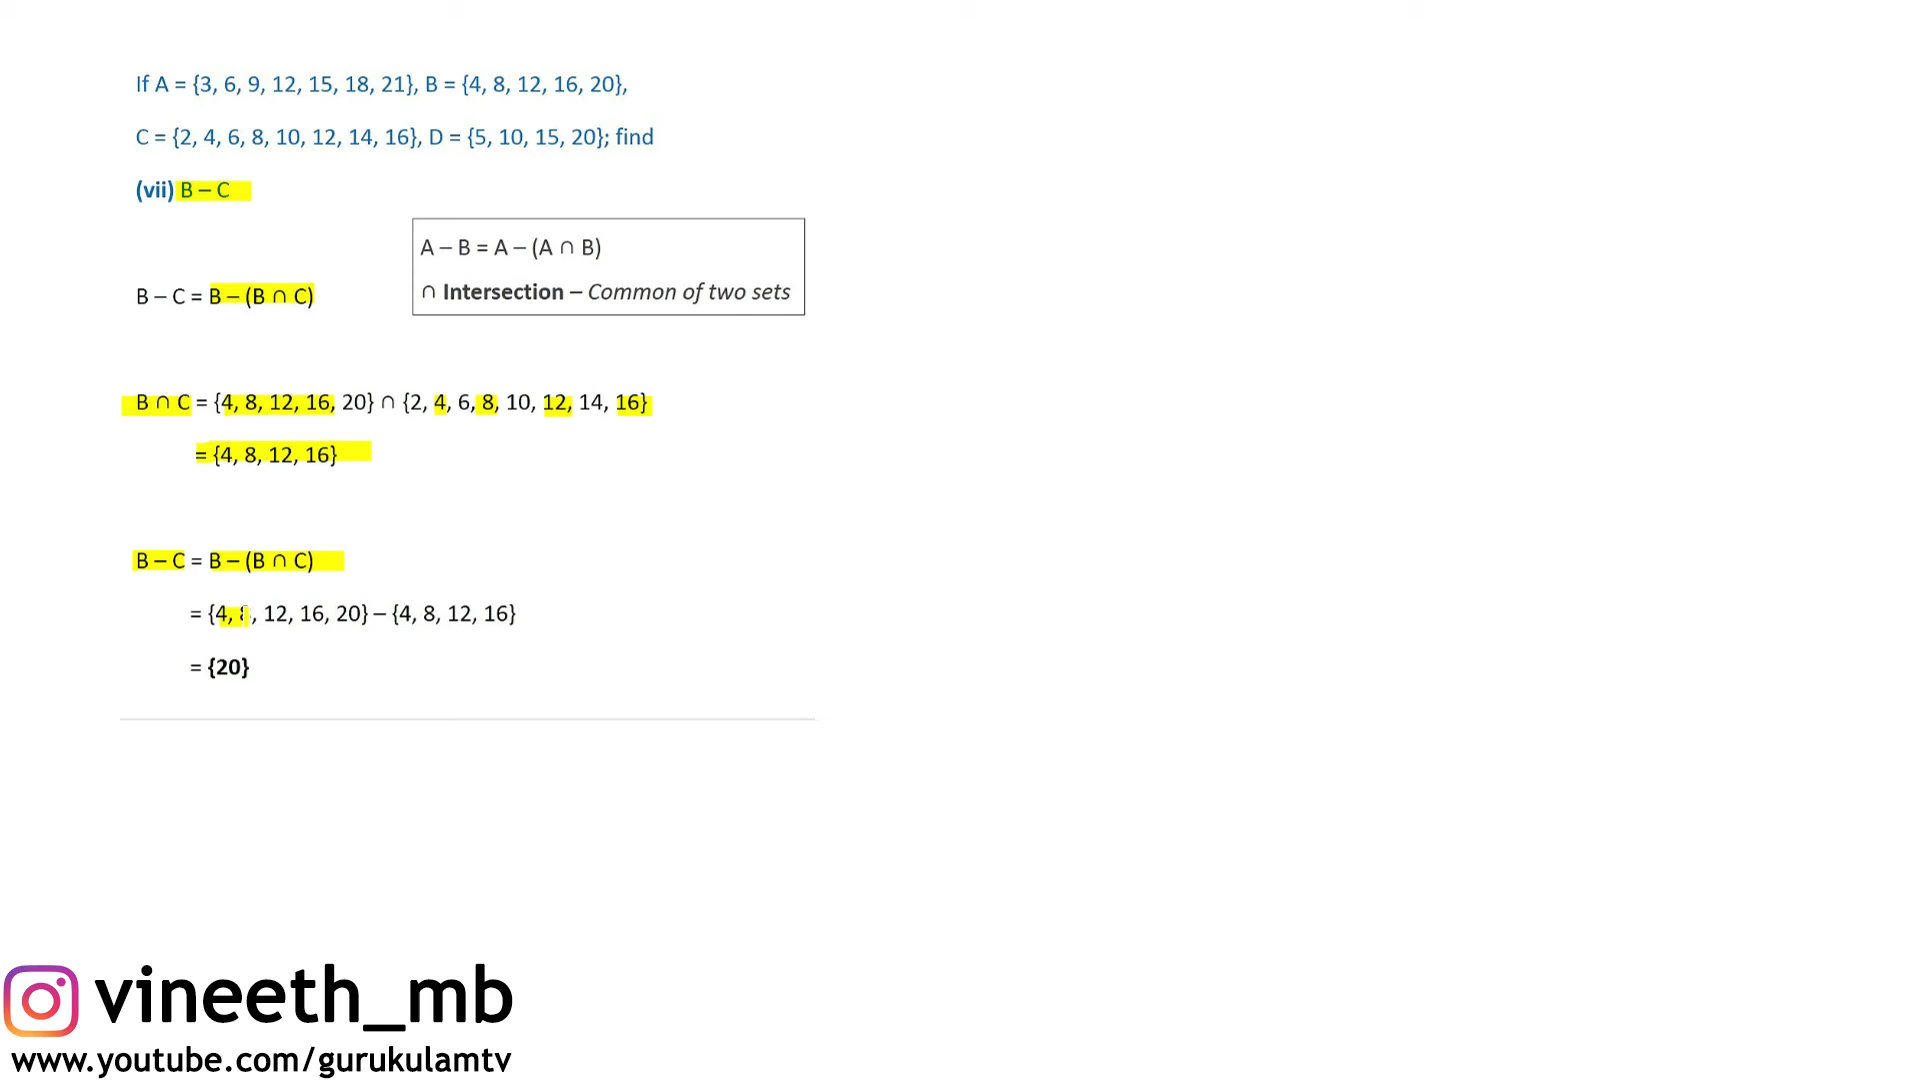 If A = {3, 6, 9, 12, 15, 18, 21}, B = {4, 8, 12, 16, 20},
C = {2, 4, 6, 8, 10, 12, 14, 16}, D = {5, 10, 15, 20}; find
(vii) B – C
A – B = A – (A ∩ B)
∩ Intersection – Common of two sets
B – C = B – (B ∩ C)
B ∩ C = {4, 8, 12, 16, 20} ∩ {2, 4, 6, 8, 10, 12, 14, 16}
= {4, 8, 12, 16}
B – C = B – (B ∩ C)
= {4, 8, 12, 16, 20} – {4, 8, 12, 16}
= {20}
vineeth_mb
www.youtube.com/gurukulamtv